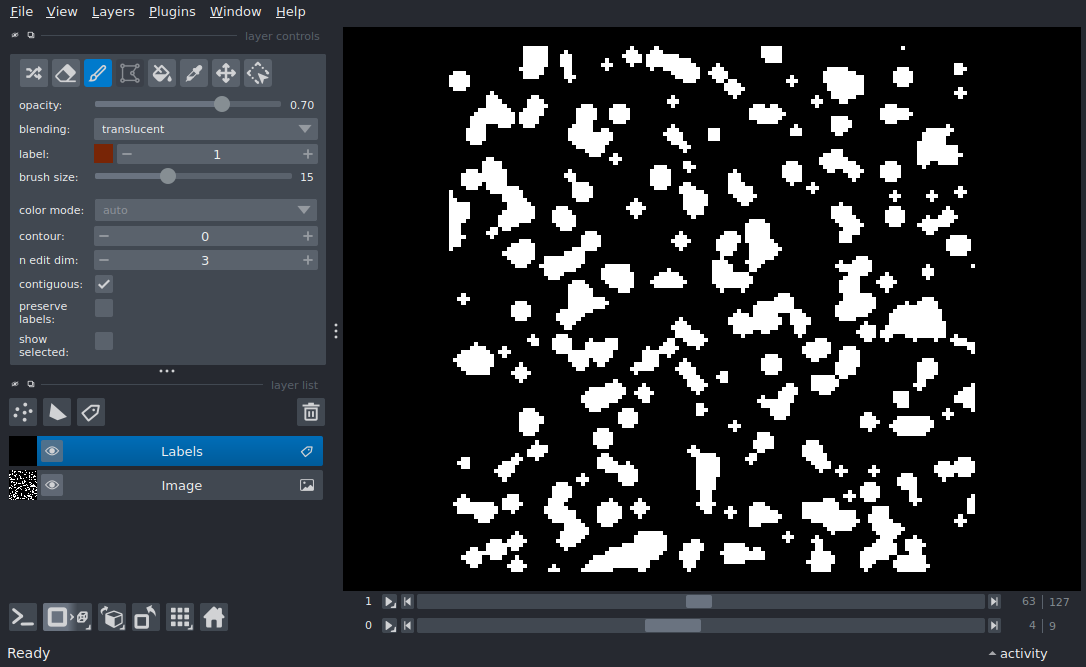 File View Layers Plugins Window Help
layer controls
opacity: 0.70
blending: translucent
label: 1
brush size: 15
color mode: auto
contour: 0
n edit dim: 3
contiguous:
preserve
labels:
show
selected:
layer list
Labels
Image
1 63 127
0 4 9
Ready activity